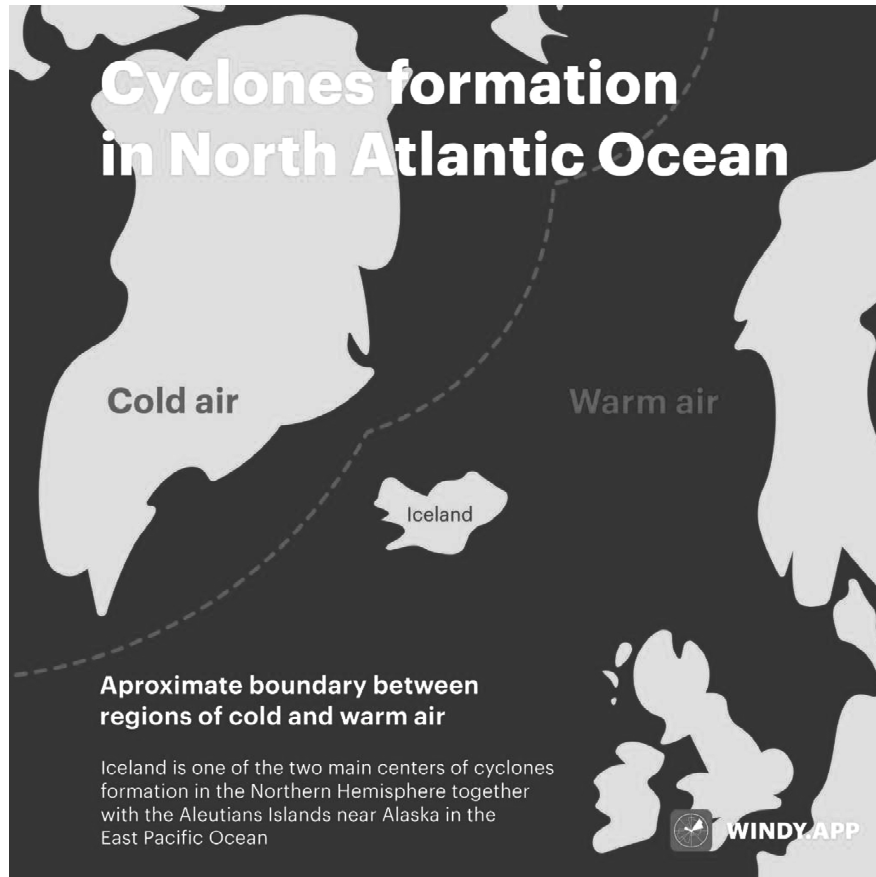 Cyclones formation
in North Atlantic Ocean
Cold air
Warm air
Iceland
Aproximate boundary between
regions of cold and warm air
Iceland is one of the two main centers of cyclones
formation in the Northern Hemisphere together
with the Aleutians Islands near Alaska in the
East Pacific Ocean
WINDY.APP